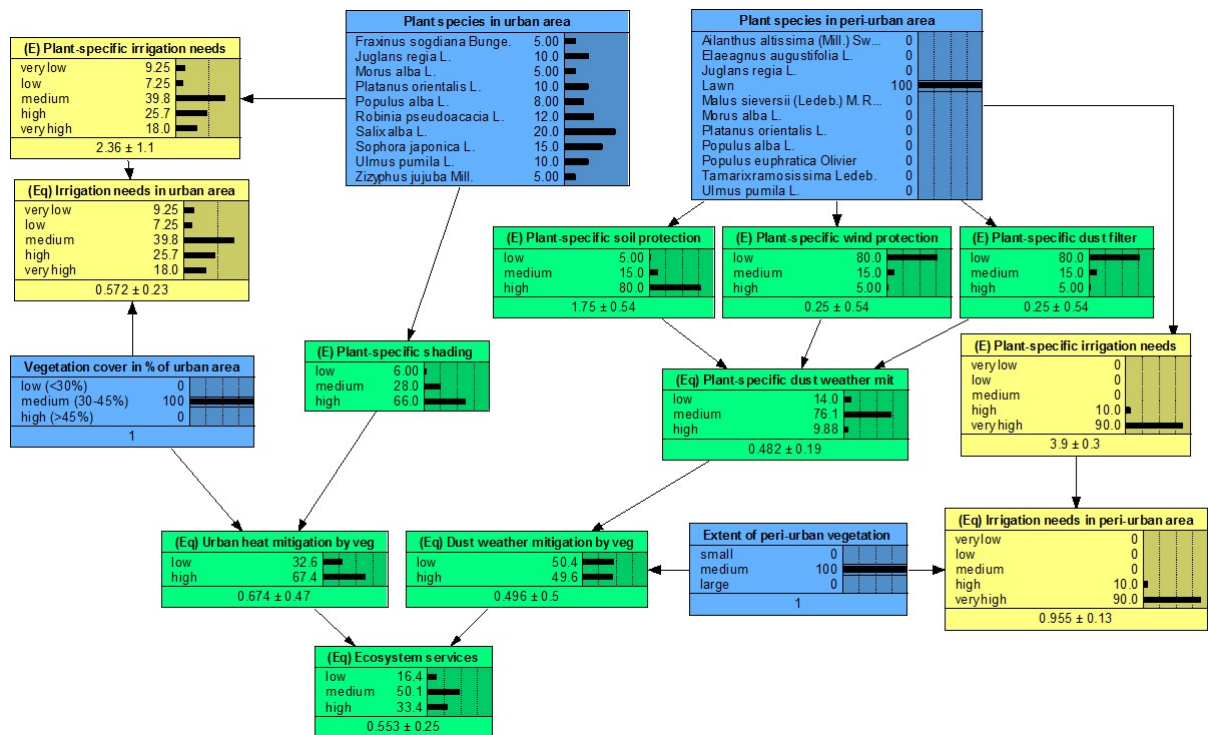 Plant species in urban area
Fraxinus sogdiana Bunge. 5.00
Juglans regia L. 10.0
Morus alba L. 5.00
Platanus orientalis L. 10.0
Populus alba L. 8.00
Robinia pseudoacacia L. 12.0
Salix alba L. 20.0
Sophora japonica L. 15.0
Ulmus pumila L. 10.0
Zizyphus jujuba Mill. 5.00
Plant species in peri-urban area
Ailanthus altissima (Mill.) Sw... 0
Elaeagnus augustifolia L. 0
Juglans regia L. 0
Lawn 100
Malus sieversii (Ledeb.) M. R... 0
Morus alba L. 0
Platanus orientalis L. 0
Populus alba L. 0
Populus euphratica Olivier 0
Tamarixramosissima Ledeb. 0
Ulmus pumila L. 0
(E) Plant-specific irrigation needs
very low 9.25
low 7.25
medium 39.8
high 25.7
very high 18.0
2.36 ± 1.1
(Eq) Irrigation needs in urban area
very low 9.25
low 7.25
medium 39.8
high 25.7
very high 18.0
0.572 ± 0.23
(E) Plant-specific soil protection
low 5.00
medium 15.0
high 80.0
1.75 ± 0.54
(E) Plant-specific wind protection
low 80.0
medium 15.0
high 5.00
0.25 ± 0.54
(E) Plant-specific dust filter
low 80.0
medium 15.0
high 5.00
0.25 ± 0.54
Vegetation cover in % of urban area
low (<30%) 0
medium (30-45%) 100
high (>45%) 0
1
(E) Plant-specific shading
low 6.00
medium 28.0
high 66.0
(Eq) Plant-specific dust weather mit
low 14.0
medium 76.1
high 9.88
0.482 ± 0.19
(E) Plant-specific irrigation needs
very low 0
low 0
medium 0
high 10.0
very high 90.0
3.9 ± 0.3
(Eq) Urban heat mitigation by veg
low 32.6
high 67.4
0.674 ± 0.47
(Eq) Dust weather mitigation by veg
low 50.4
high 49.6
0.496 ± 0.5
Extent of peri-urban vegetation
small 0
medium 100
large 0
1
(Eq) Irrigation needs in peri-urban area
very low 0
low 0
medium 0
high 10.0
very high 90.0
0.955 ± 0.13
(Eq) Ecosystem services
low 16.4
medium 50.1
high 33.4
0.553 ± 0.25